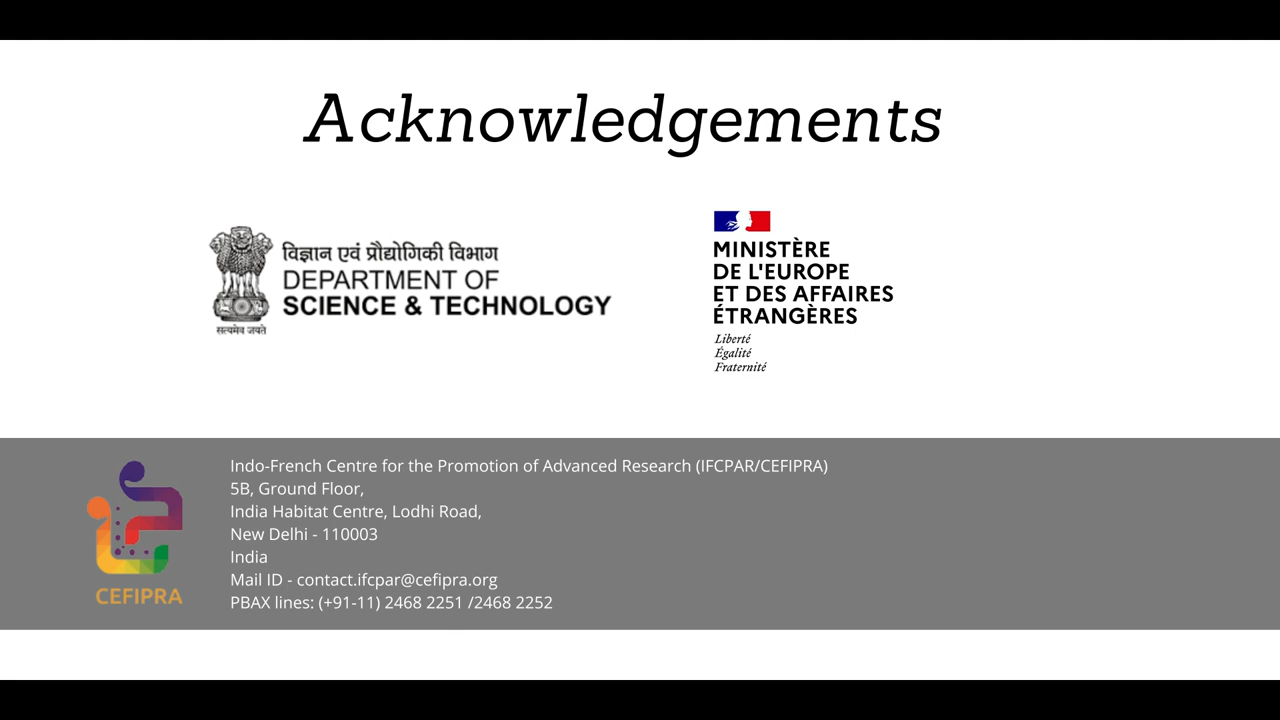 Acknowledgements
विज्ञान एवं प्रौद्योगिकी विभाग
DEPARTMENT OF
SCIENCE & TECHNOLOGY
सत्यमेव जयते
MINISTÈRE
DE L'EUROPE
ET DES AFFAIRES
ÉTRANGÈRES
Liberté
Égalité
Fraternité
Indo-French Centre for the Promotion of Advanced Research (IFCPAR/CEFIPRA)
5B, Ground Floor,
India Habitat Centre, Lodhi Road,
New Delhi - 110003
India
Mail ID - contact.ifcpar@cefipra.org
PBAX lines: (+91-11) 2468 2251 /2468 2252
CEFIPRA